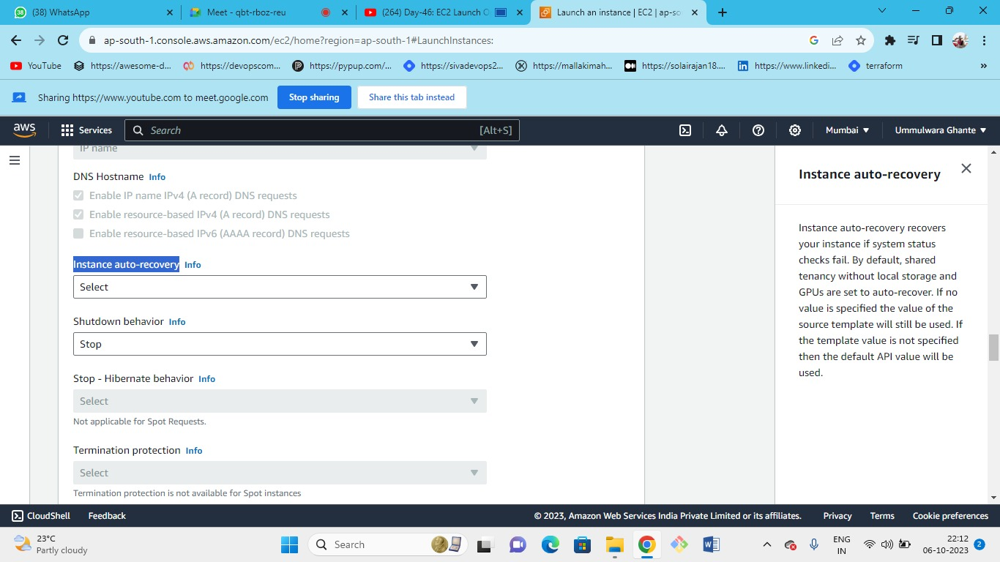 38
(38) WhatsApp
Meet - qbt-rboz-reu
(264) Day-46: EC2 Launch O
Launch an instance | EC2 | ap-so
ap-south-1.console.aws.amazon.com/ec2/home?region=ap-south-1#LaunchInstances:
YouTube
https://awesome-d...
https://devopscom...
https://pypup.com/...
https://sivadevops2...
https://mallakimah...
https://solairajan18....
https://www.linkedi...
terraform
»
Sharing https://www.youtube.com to meet.google.com
Stop sharing
Share this tab instead
aws
Services
Search
[Alt+S]
Mumbai
Ummulwara Ghante
IP name
DNS Hostname Info
Enable IP name IPv4 (A record) DNS requests
Enable resource-based IPv4 (A record) DNS requests
Enable resource-based IPv6 (AAAA record) DNS requests
Instance auto-recovery Info
Select
Shutdown behavior Info
Stop
Stop - Hibernate behavior Info
Select
Not applicable for Spot Requests.
Termination protection Info
Select
Termination protection is not available for Spot instances
Instance auto-recovery
Instance auto-recovery recovers
your instance if system status
checks fail. By default, shared
tenancy without local storage and
GPUs are set to auto-recover. If no
value is specified the value of the
source template will still be used. If
the template value is not specified
then the default API value will be
used.
CloudShell
Feedback
© 2023, Amazon Web Services India Private Limited or its affiliates.
Privacy
Terms
Cookie preferences
23°C
Partly cloudy
Search
ENG
IN
22:12
06-10-2023
2